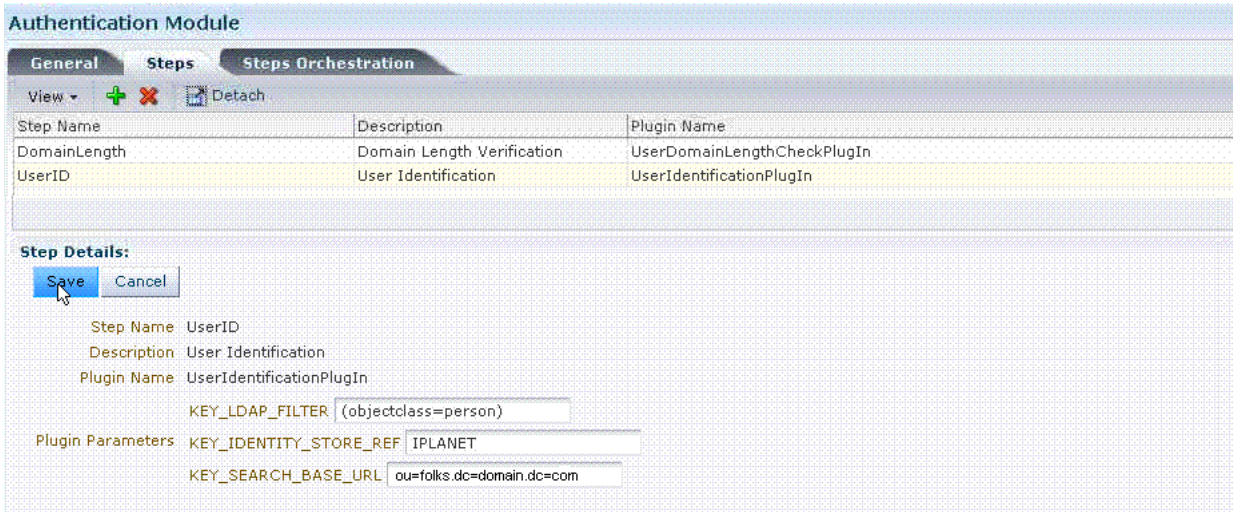 Authentication Module
General Steps Steps Orchestration
View Detach
Step Name Description Plugin Name
DomainLength Domain Length Verification UserDomainLengthCheckPlugIn
UserID User Identification UserIdentificationPlugIn
Step Details:
Save Cancel
Step Name UserID
Description User Identification
Plugin Name UserIdentificationPlugIn
KEY_LDAP_FILTER (objectclass=person)
Plugin Parameters KEY_IDENTITY_STORE_REF IPLANET
KEY_SEARCH_BASE_URL ou=folks.dc=domain.dc=com